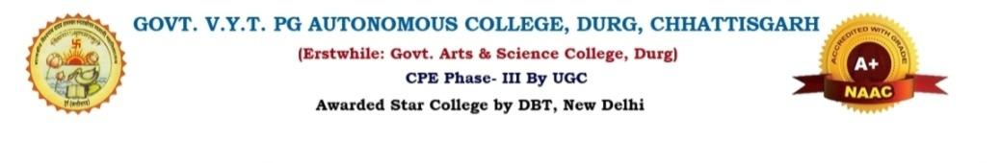 GOVT. V.Y.T. PG AUTONOMOUS COLLEGE, DURG, CHHATTISGARH
(Erstwhile: Govt. Arts & Science College, Durg)
CPE Phase- III By UGC
Awarded Star College by DBT, New Delhi
ACCREDITED WITH GRADE
A+
NAAC